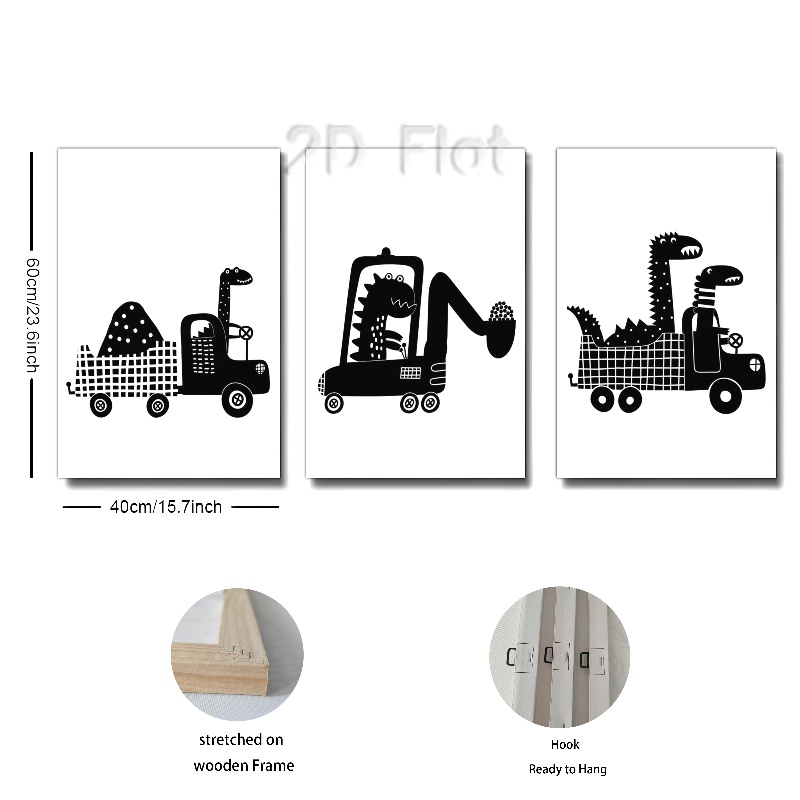 2D Flat
60cm/23.6inch
40cm/15.7inch
stretched on
wooden Frame
Hook
Ready to Hang